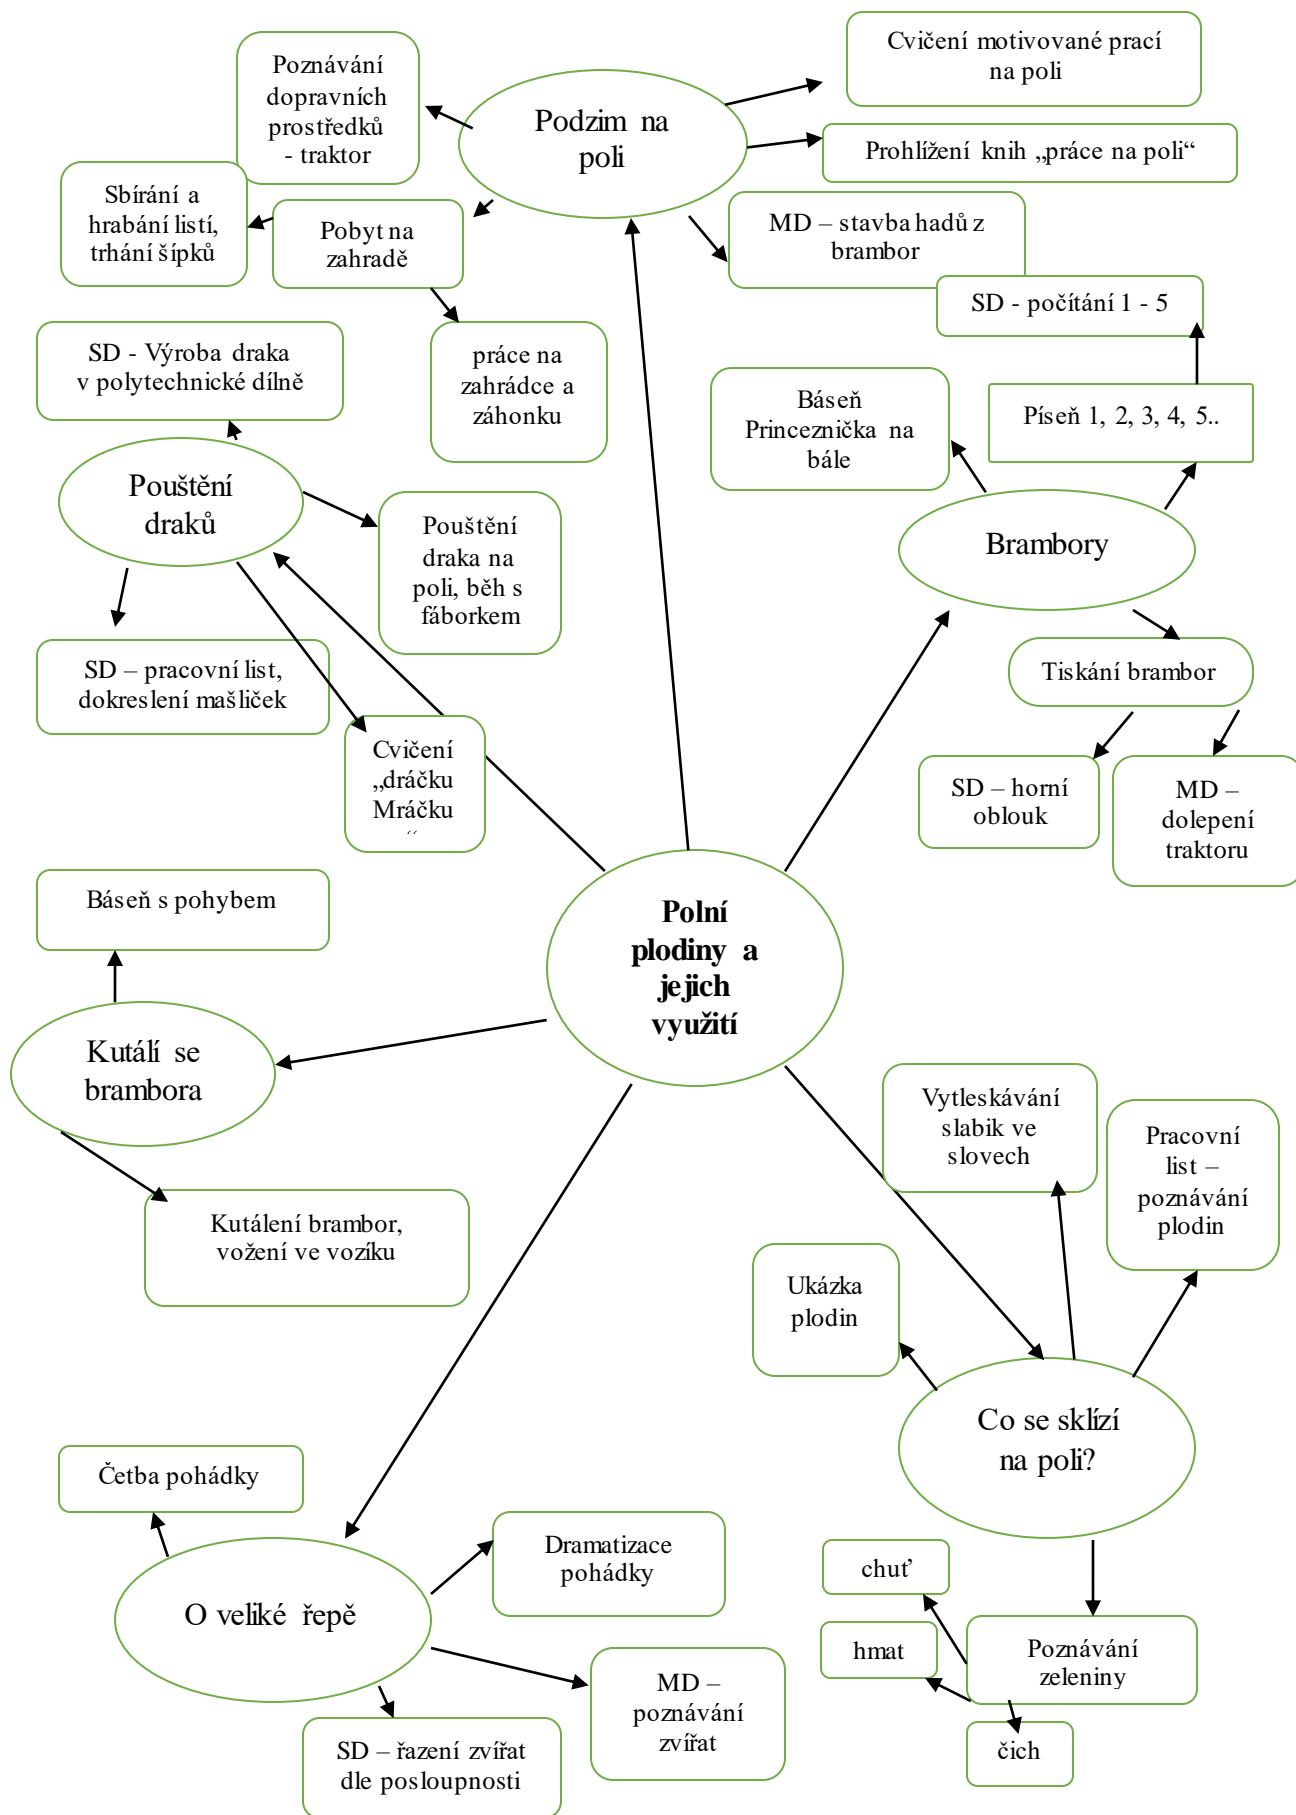 Cvičení motivované prací
na poli
Poznávání
dopravních
prostředků
- traktor
Podzim na
poli
Prohlížení knih „práce na poli“
Sbírání a
hrabání listí,
trhání šípků
Pobyt na
zahradě
MD – stavba hadů z
brambor
SD - počítání 1 - 5
SD - Výroba draka
v polytechnické dílně
práce na
zahrádce a
záhonku
Báseň
Princeznička na
bále
Píseň 1, 2, 3, 4, 5..
Pouštění
draků
Pouštění
draka na
poli, běh s
fáborkem
Brambory
SD – pracovní list,
dokreslení mašliček
Tiskání brambor
Cvičení
„dráčku
Mráčku
“
SD – horní
oblouk
MD –
dolepení
traktoru
Báseň s pohybem
Polní
plodiny a
jejich
využití
Kutálí se
brambora
Vytleskávání
slabik ve
slovech
Pracovní
list –
poznávání
plodin
Kutálení brambor,
vožení ve vozíku
Ukázka
plodin
Co se sklízí
na poli?
Četba pohádky
Dramatizace
pohádky
O veliké řepě
chuť
hmat
Poznávání
zeleniny
čich
MD –
poznávání
zvířat
SD – řazení zvířat
dle posloupnosti